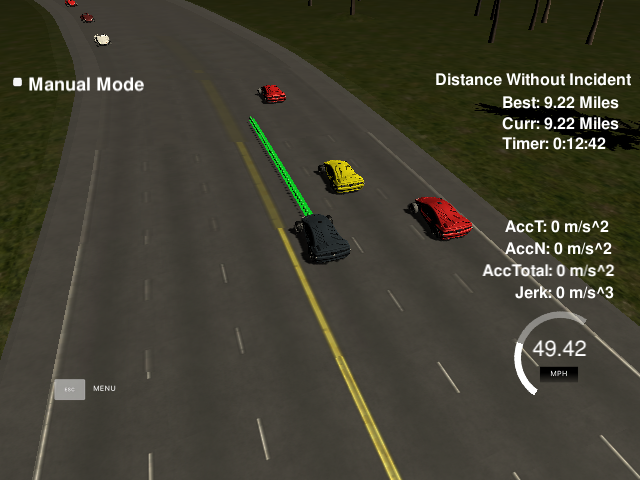 Manual Mode
Distance Without Incident
Best: 9.22 Miles
Curr: 9.22 Miles
Timer: 0:12:42
AccT: 0 m/s^2
AccN: 0 m/s^2
AccTotal: 0 m/s^2
Jerk: 0 m/s^3
49.42
MPH
ESC MENU